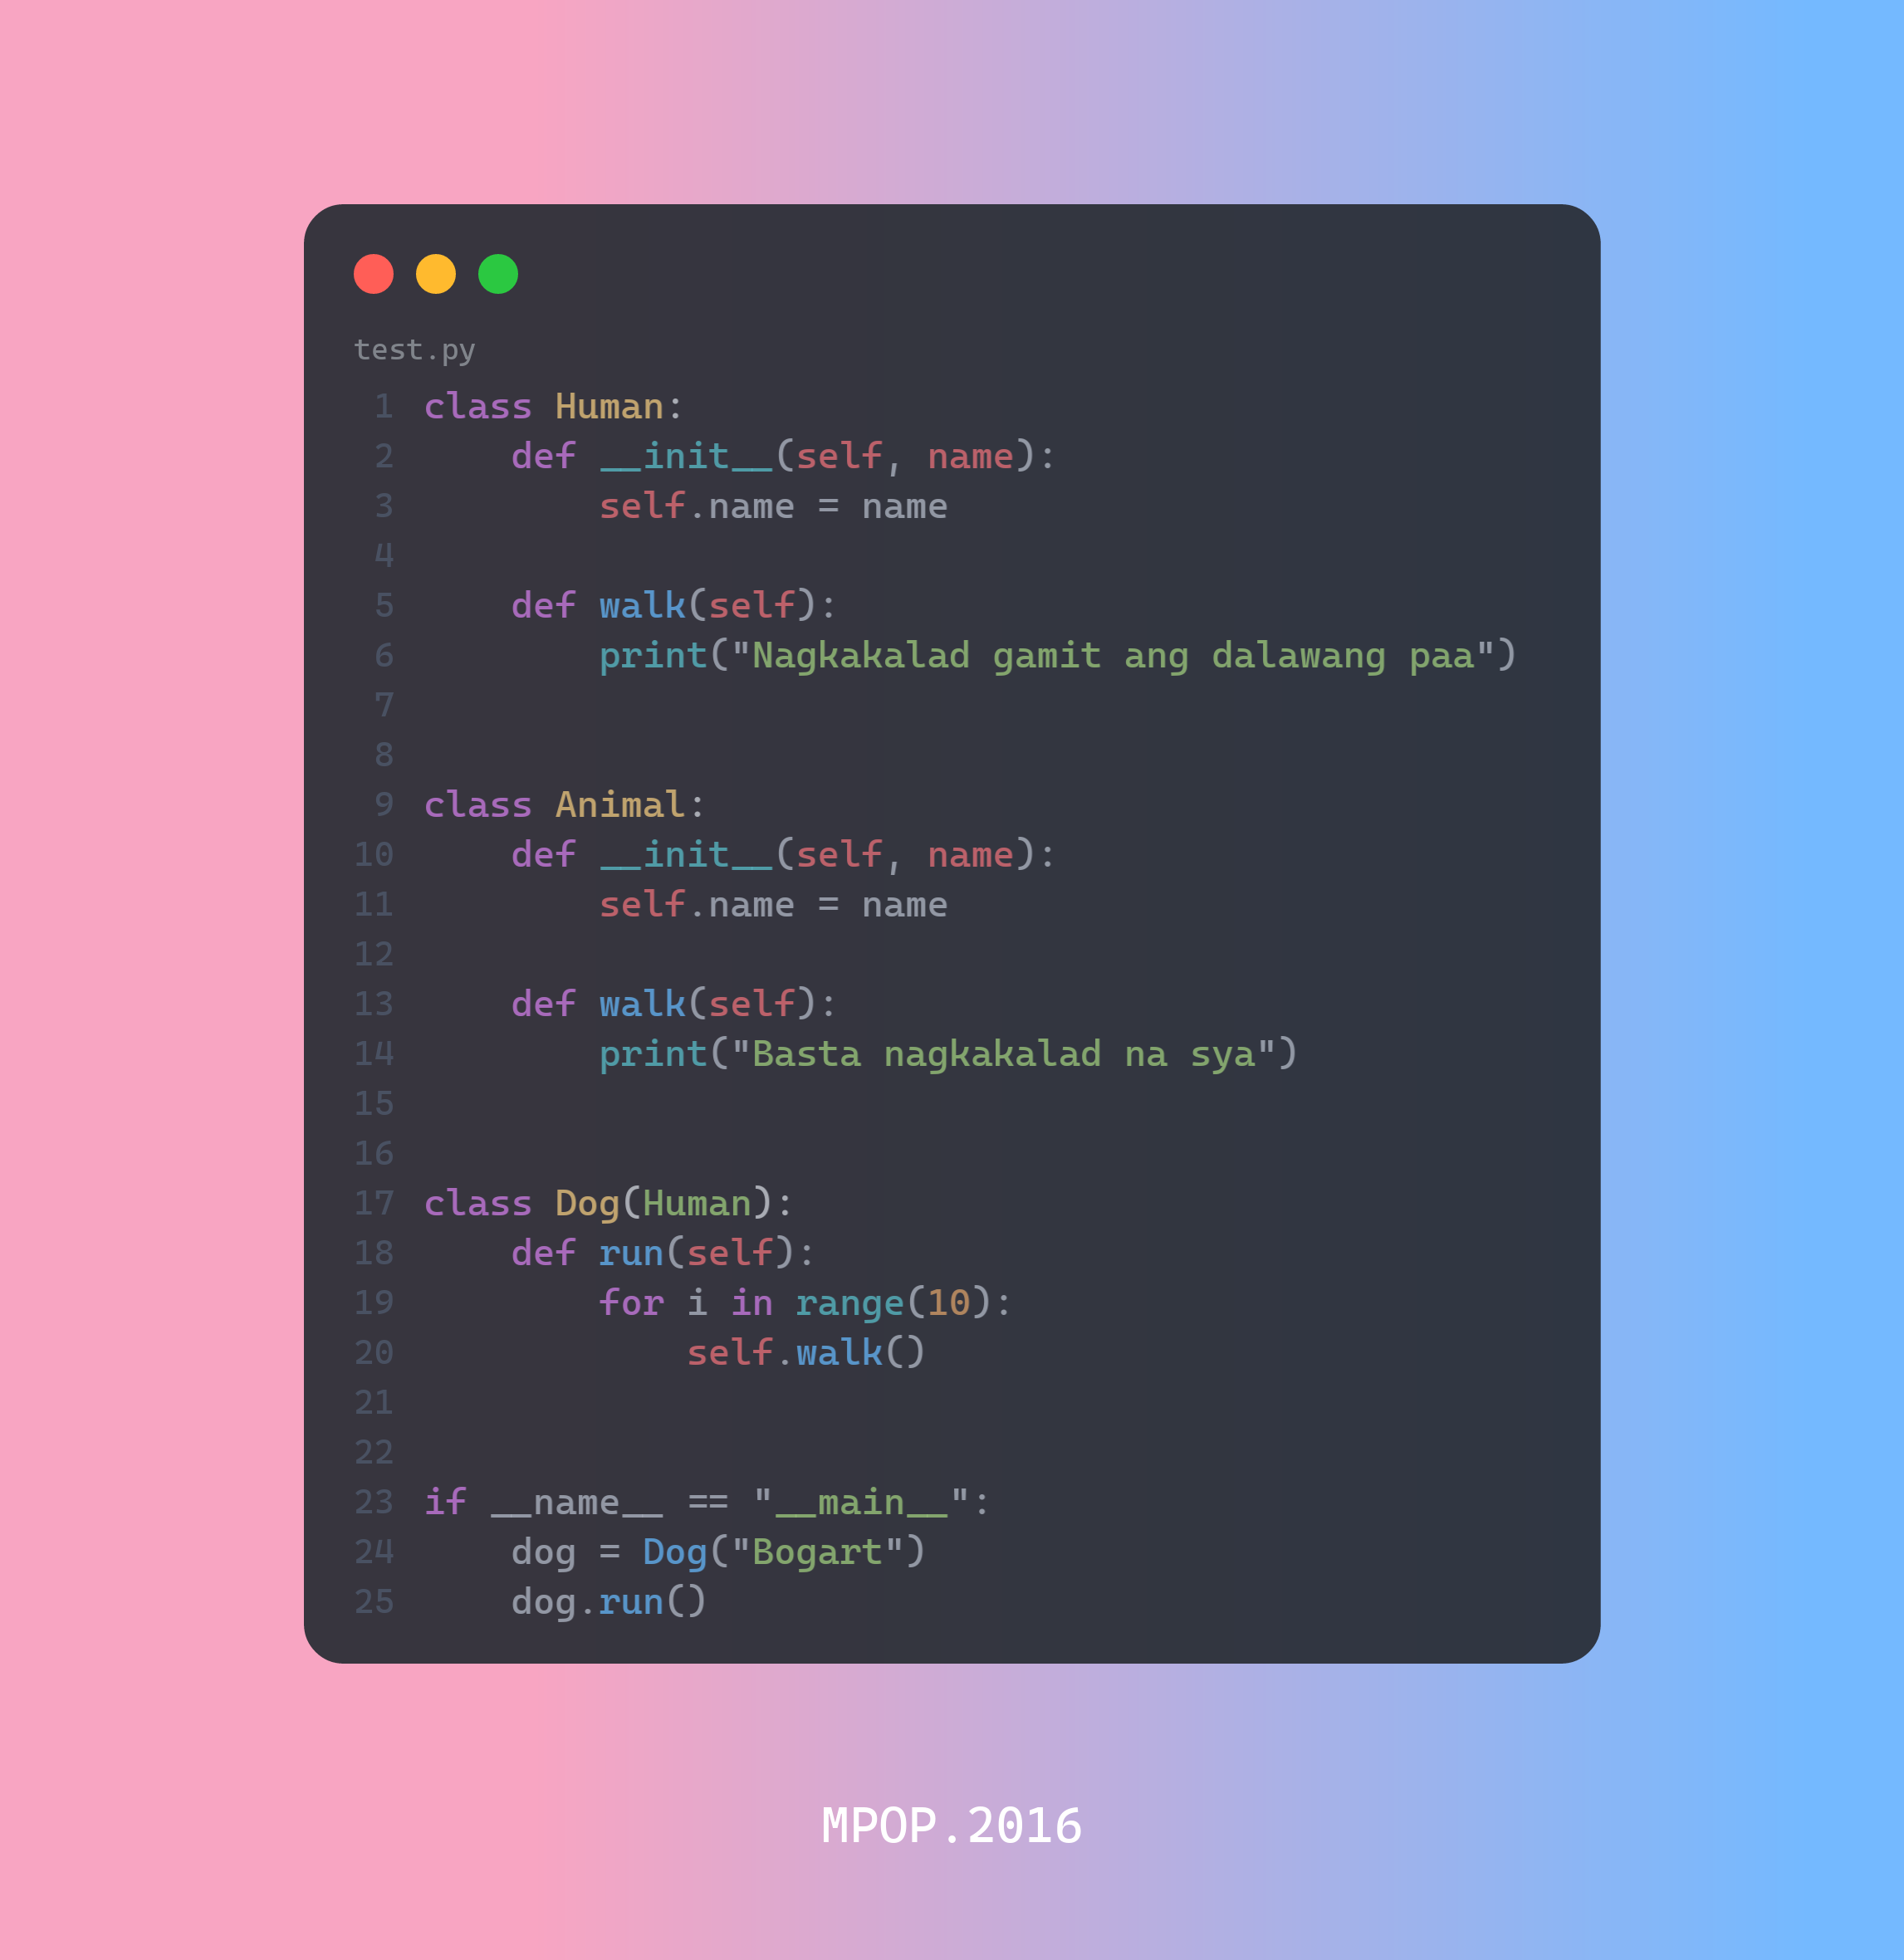 test.py
1 class Human:
2     def __init__(self, name):
3         self.name = name
4
5     def walk(self):
6         print("Nagkakalad gamit ang dalawang paa")
7
8
9 class Animal:
10     def __init__(self, name):
11         self.name = name
12
13     def walk(self):
14         print("Basta nagkakalad na sya")
15
16
17 class Dog(Human):
18     def run(self):
19         for i in range(10):
20             self.walk()
21
22
23 if __name__ == "__main__":
24     dog = Dog("Bogart")
25     dog.run()
MPOP.2016